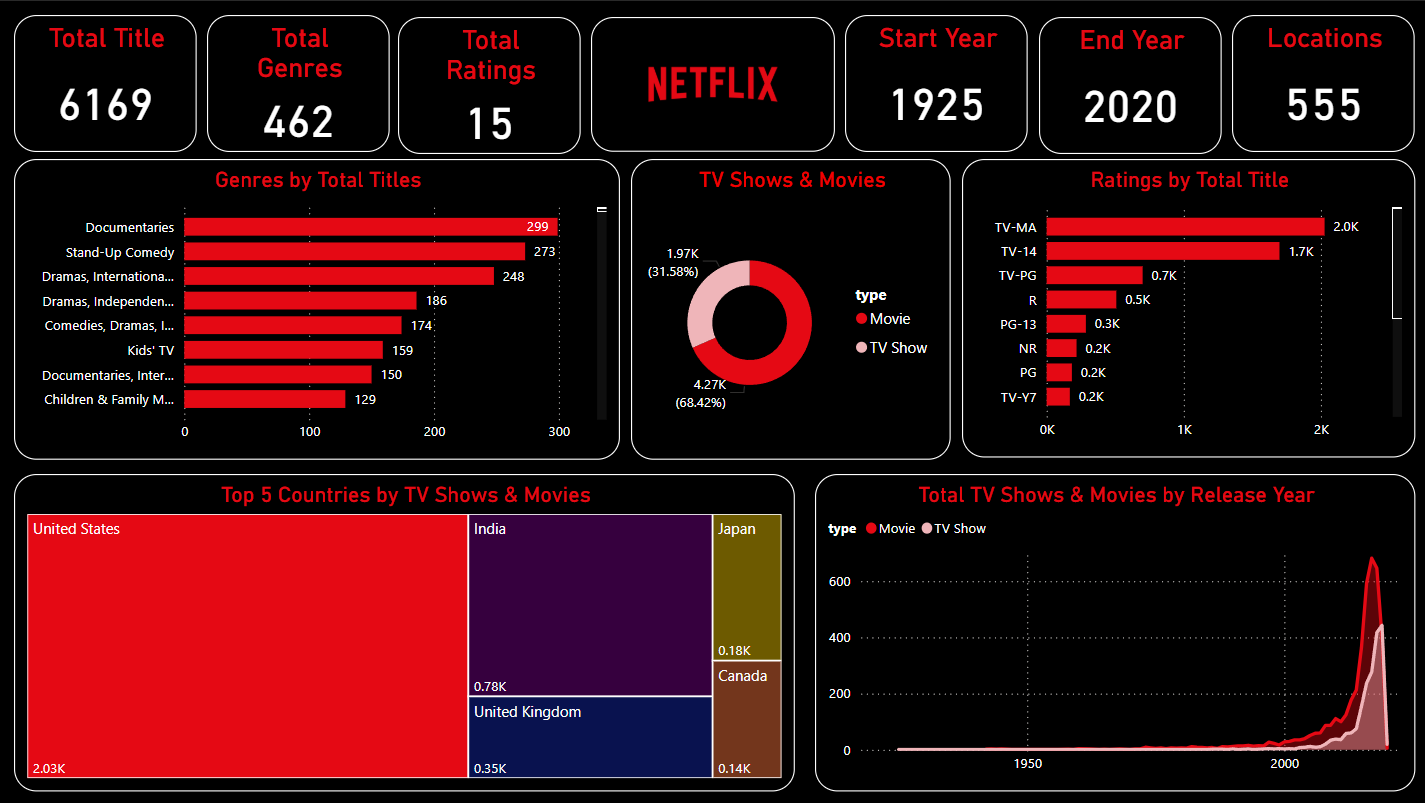 Total Title
6169
Total
Genres
462
Total
Ratings
15
NETFLIX
Start Year
1925
End Year
2020
Locations
555
Genres by Total Titles
Documentaries
299
Stand-Up Comedy
273
Dramas, Internationa...
248
Dramas, Independen...
186
Comedies, Dramas, I...
174
Kids' TV
159
Documentaries, Inter...
150
Children & Family M...
129
0
100
200
300
TV Shows & Movies
1.97K
(31.58%)
4.27K
(68.42%)
type
Movie
TV Show
Ratings by Total Title
TV-MA
2.0K
TV-14
1.7K
TV-PG
0.7K
R
0.5K
PG-13
0.3K
NR
0.2K
PG
0.2K
TV-Y7
0.2K
0K
1K
2K
Top 5 Countries by TV Shows & Movies
United States
2.03K
India
0.78K
United Kingdom
0.35K
Japan
0.18K
Canada
0.14K
Total TV Shows & Movies by Release Year
type Movie TV Show
600
400
200
0
1950
2000